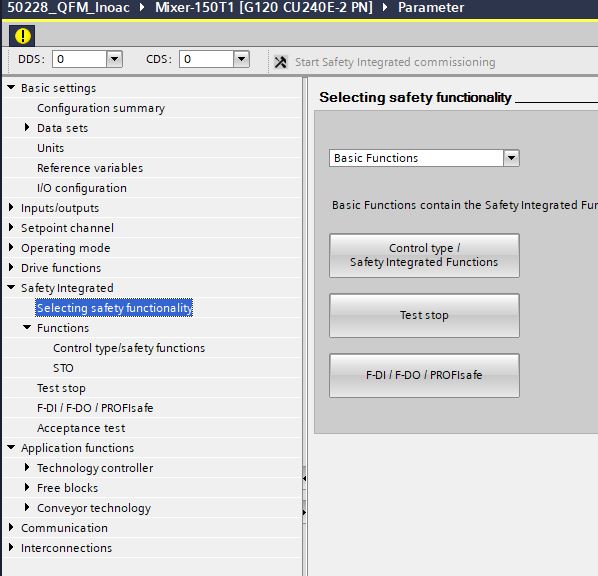 50228_QFM_Inoac ▸ Mixer-150T1 [G120 CU240E-2 PN] ▸ Parameter
DDS: 0 CDS: 0 Start Safety Integrated commissioning
Basic settings
Configuration summary
Data sets
Units
Reference variables
I/O configuration
Inputs/outputs
Setpoint channel
Operating mode
Drive functions
Safety Integrated
Selecting safety functionality
Functions
Control type/safety functions
STO
Test stop
F-DI / F-DO / PROFIsafe
Acceptance test
Application functions
Technology controller
Free blocks
Conveyor technology
Communication
Interconnections
Selecting safety functionality
Basic Functions
Basic Functions contain the Safety Integrated Fun
Control type /
Safety Integrated Functions
Test stop
F-DI / F-DO / PROFIsafe